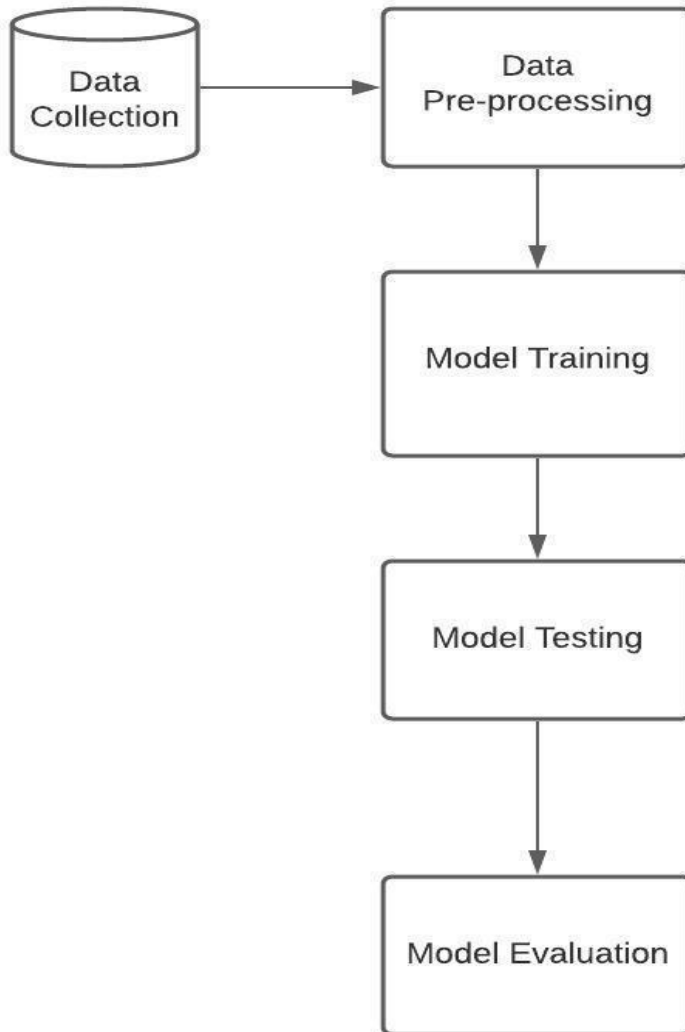 Data
Collection
Data
Pre-processing
Model Training
Model Testing
Model Evaluation